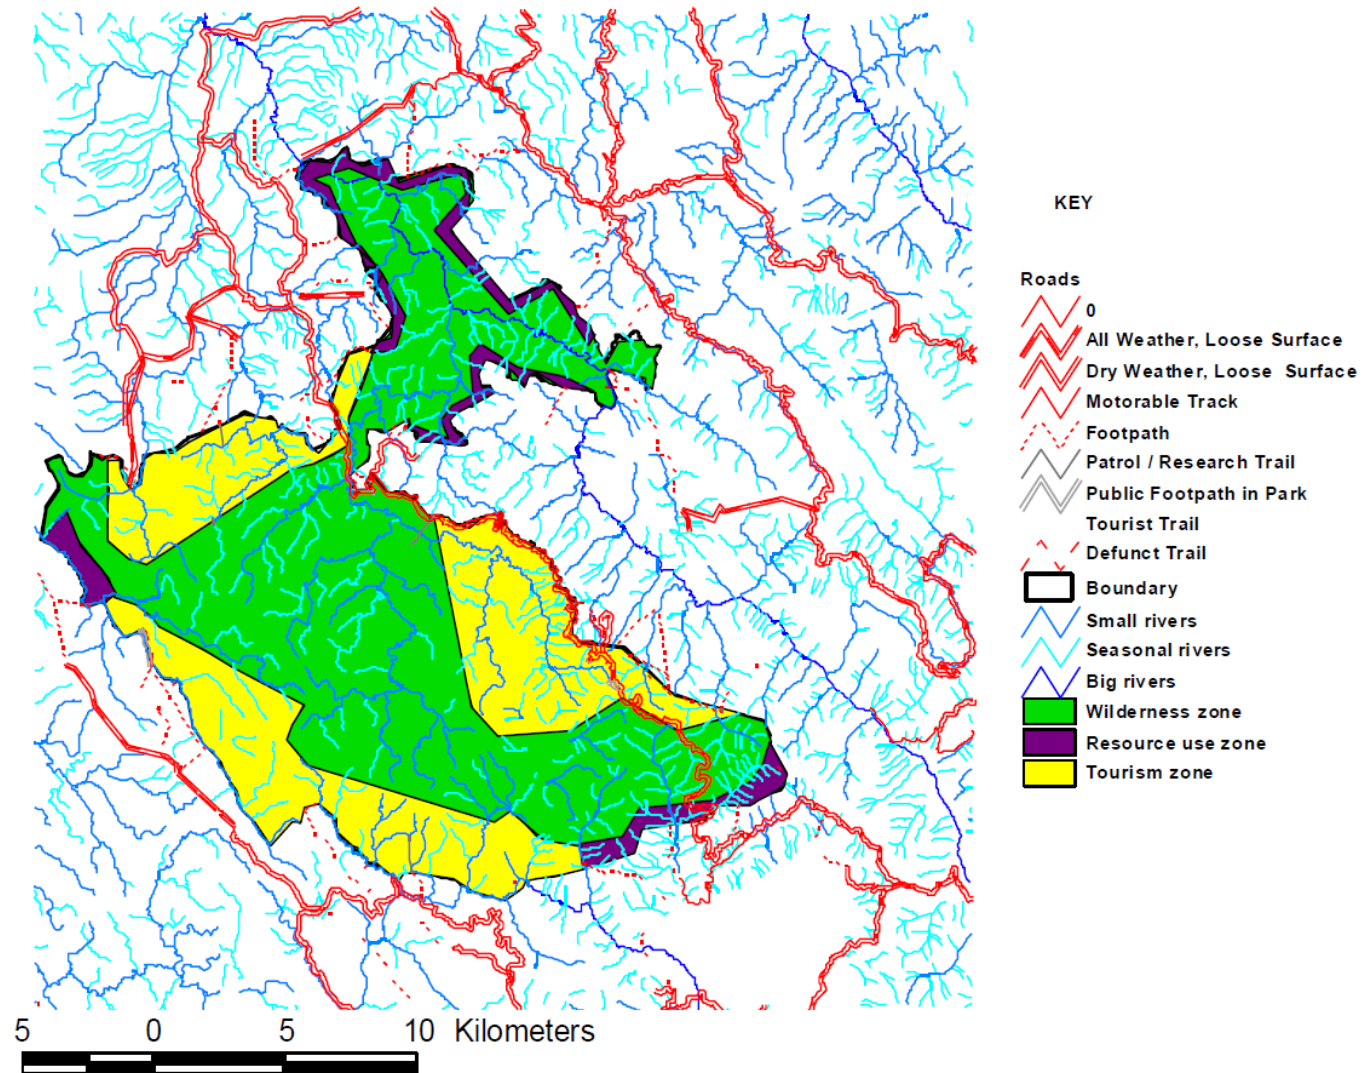 KEY
Roads
0
All Weather, Loose Surface
Dry Weather, Loose Surface
Motorable Track
Footpath
Patrol / Research Trail
Public Footpath in Park
Tourist Trail
Defunct Trail
Boundary
Small rivers
Seasonal rivers
Big rivers
Wilderness zone
Resource use zone
Tourism zone
5 0 5 10 Kilometers